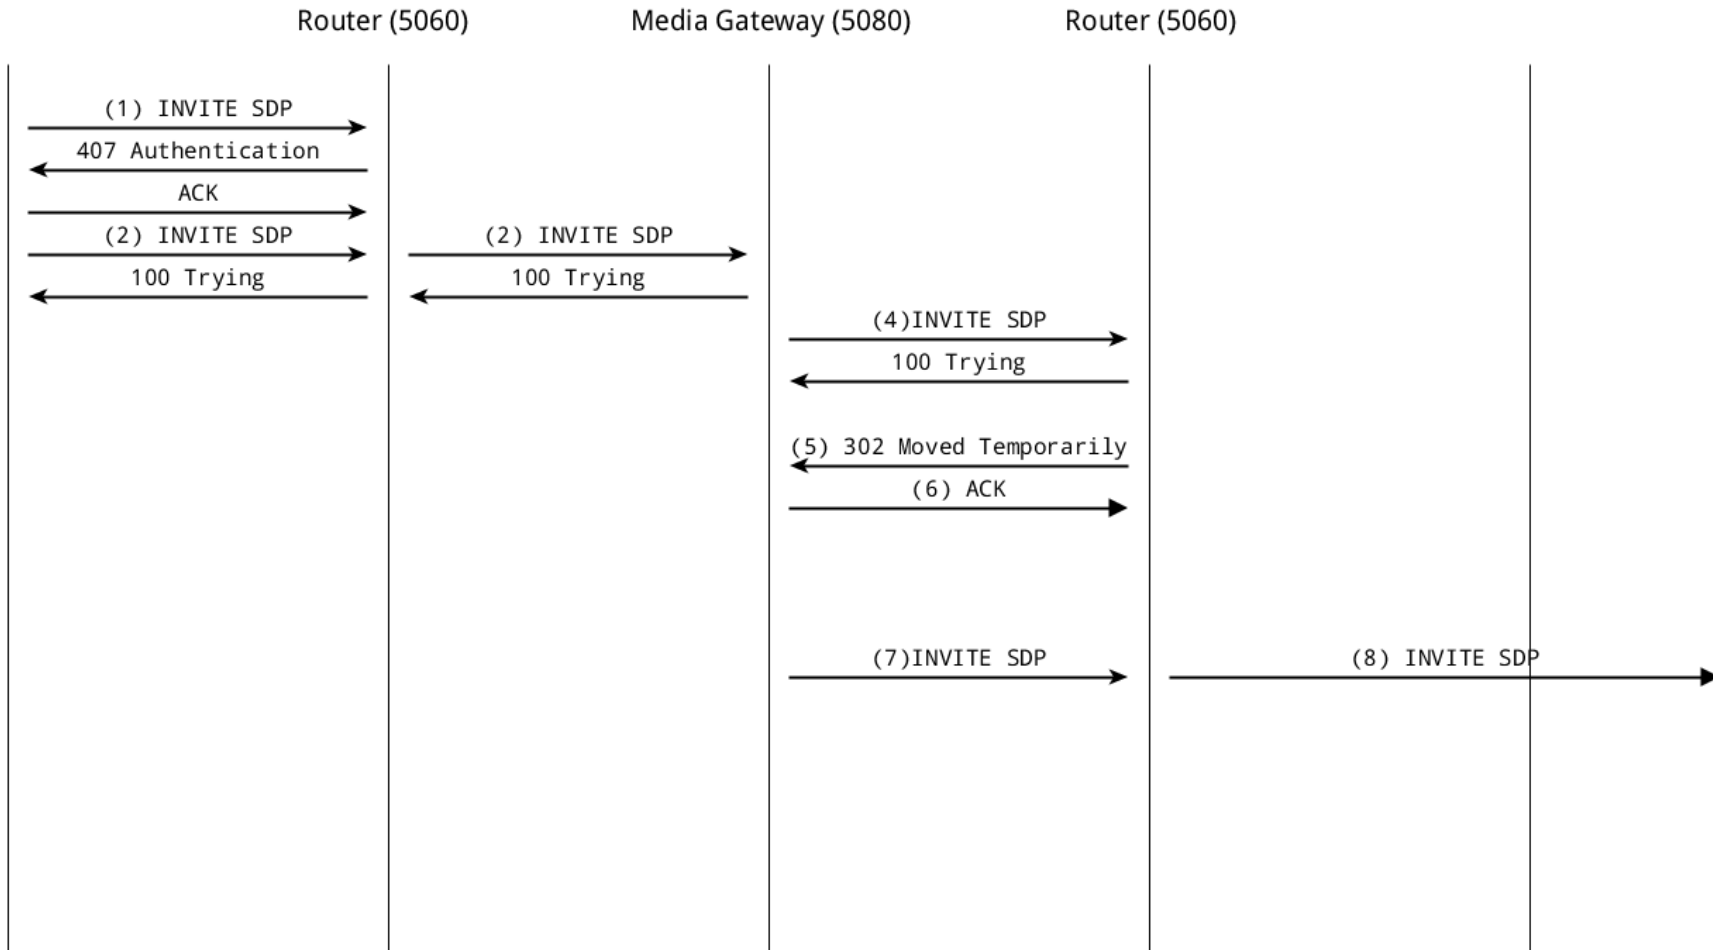 Router (5060) Media Gateway (5080) Router (5060)
(1) INVITE SDP
407 Authentication
ACK
(2) INVITE SDP (2) INVITE SDP
100 Trying 100 Trying
(4)INVITE SDP
100 Trying
(5) 302 Moved Temporarily
(6) ACK
(7)INVITE SDP (8) INVITE SDP